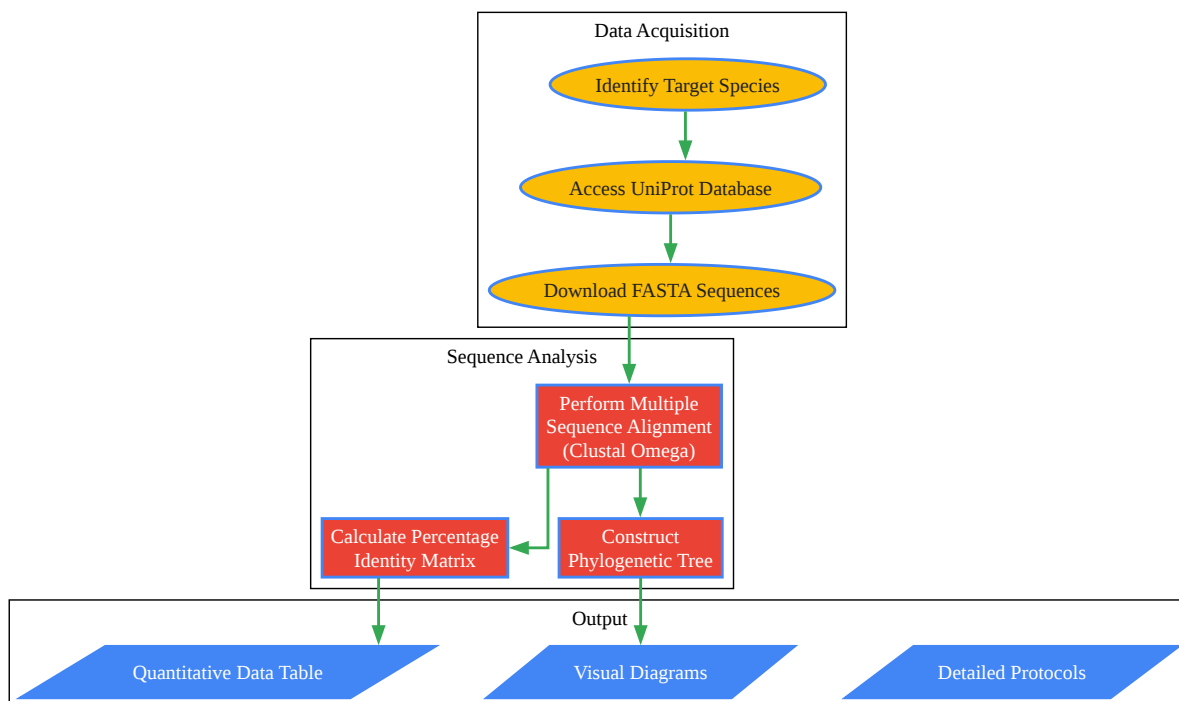 Data Acquisition
Identify Target Species
Access UniProt Database
Download FASTA Sequences
Sequence Analysis
Perform Multiple
Sequence Alignment
(Clustal Omega)
Calculate Percentage
Identity Matrix
Construct
Phylogenetic Tree
Output
Quantitative Data Table
Visual Diagrams
Detailed Protocols